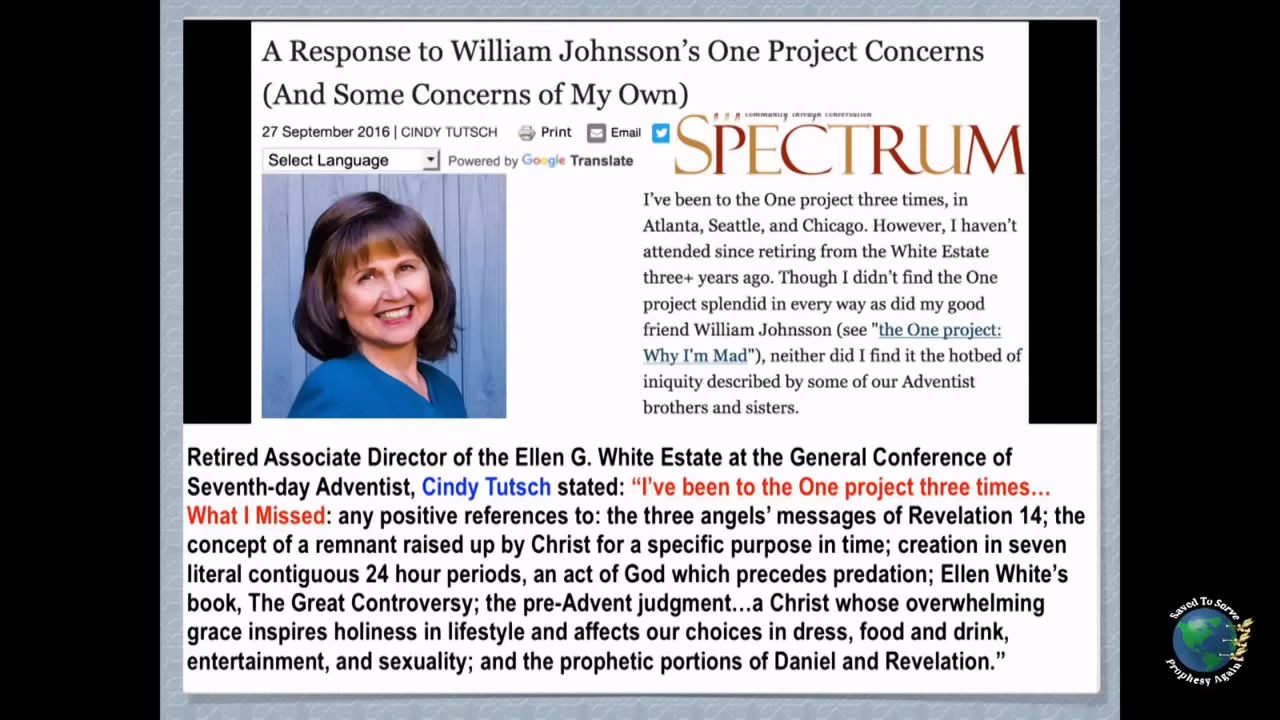 A Response to William Johnsson’s One Project Concerns
(And Some Concerns of My Own)
27 September 2016 | CINDY TUTSCH Print Email
community through conversation
SPECTRUM
Select Language Powered by Google Translate
I’ve been to the One project three times, in
Atlanta, Seattle, and Chicago. However, I haven’t
attended since retiring from the White Estate
three+ years ago. Though I didn’t find the One
project splendid in every way as did my good
friend William Johnsson (see "the One project:
Why I'm Mad"), neither did I find it the hotbed of
iniquity described by some of our Adventist
brothers and sisters.
Retired Associate Director of the Ellen G. White Estate at the General Conference of
Seventh-day Adventist, Cindy Tutsch stated: “I’ve been to the One project three times…
What I Missed: any positive references to: the three angels’ messages of Revelation 14; the
concept of a remnant raised up by Christ for a specific purpose in time; creation in seven
literal contiguous 24 hour periods, an act of God which precedes predation; Ellen White’s
book, The Great Controversy; the pre-Advent judgment…a Christ whose overwhelming
grace inspires holiness in lifestyle and affects our choices in dress, food and drink,
entertainment, and sexuality; and the prophetic portions of Daniel and Revelation.”
Saved To Serve
Prophesy Again